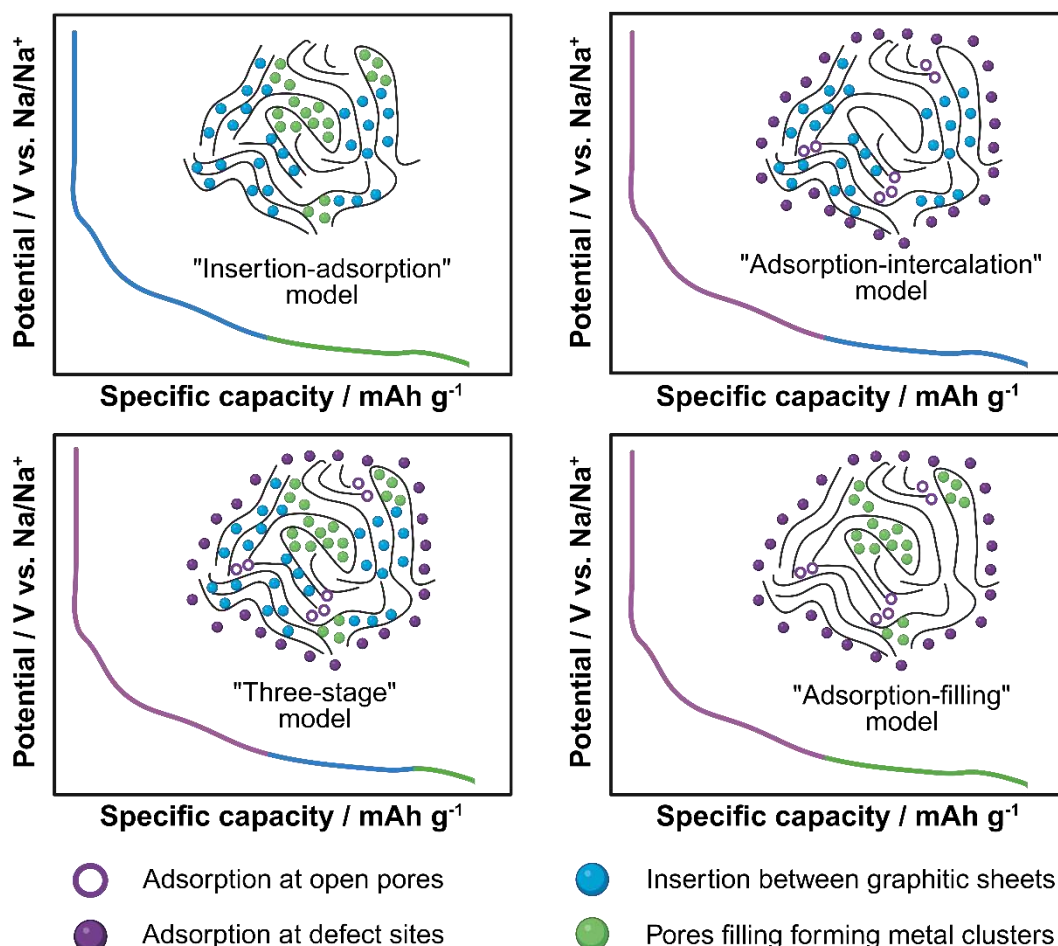 Potential / V vs. Na/Na⁺
"Insertion-adsorption"
model
Specific capacity / mAh g⁻¹
Potential / V vs. Na/Na⁺
"Adsorption-intercalation"
model
Specific capacity / mAh g⁻¹
Potential / V vs. Na/Na⁺
"Three-stage"
model
Specific capacity / mAh g⁻¹
Potential / V vs. Na/Na⁺
"Adsorption-filling"
model
Specific capacity / mAh g⁻¹
Adsorption at open pores
Insertion between graphitic sheets
Adsorption at defect sites
Pores filling forming metal clusters